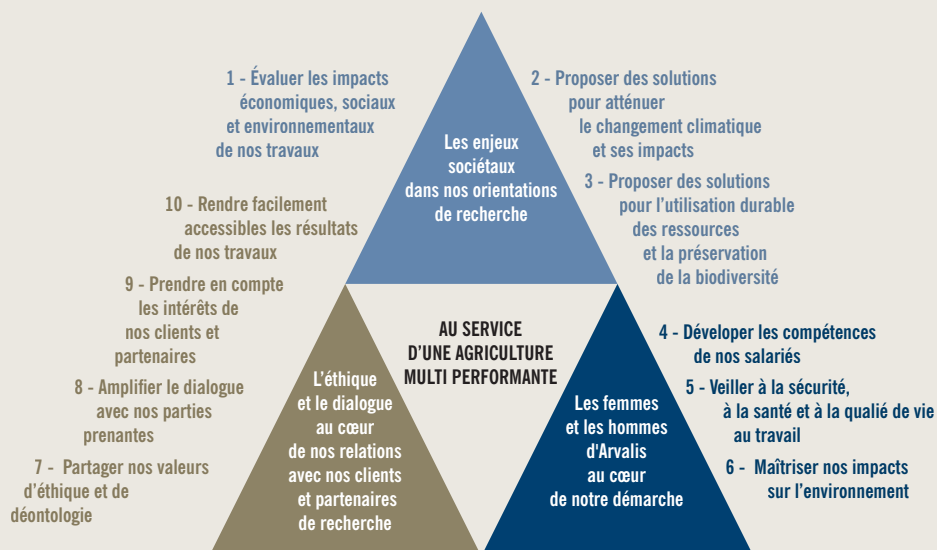 1 - Évaluer les impacts
économiques, sociaux
et environnementaux
de nos travaux
2 - Proposer des solutions
pour atténuer
le changement climatique
et ses impacts
3 - Proposer des solutions
pour l'utilisation durable
des ressources
et la préservation
de la biodiversité
Les enjeux
sociétaux
dans nos orientations
de recherche
10 - Rendre facilement
accessibles les résultats
de nos travaux
9 - Prendre en compte
les intérêts de
nos clients et
partenaires
8 - Amplifier le dialogue
avec nos parties
prenantes
7 - Partager nos valeurs
d'éthique et de
déontologie
L'éthique
et le dialogue
au cœur
de nos relations
avec nos clients
et partenaires
de recherche
AU SERVICE
D'UNE AGRICULTURE
MULTI PERFORMANTE
Les femmes
et les hommes
d'Arvalis
au cœur
de notre démarche
4 - Développer les compétences
de nos salariés
5 - Veiller à la sécurité,
à la santé et à la qualié de vie
au travail
6 - Maîtriser nos impacts
sur l'environnement